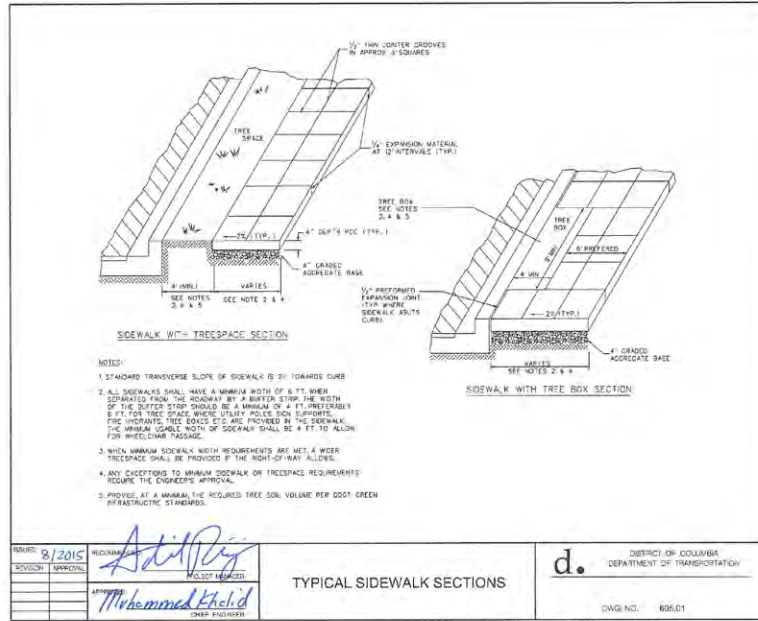 1/2" THIN JOINTER GROOVES
IN APPROX 3' SQUARES
TREE
SPACE
1/4" EXPANSION MATERIAL
AT 12' INTERVALS (TYP.)
2% (TYP.)
4" DEPTH PCC (TYP.)
4" GRADED
AGGREGATE BASE
4' (MIN.)
VARIES
SEE NOTES
3, 4 & 5
SEE NOTE 2 & 4
SIDEWALK WITH TREESPACE SECTION
TREE BOX
SEE NOTES
3, 4 & 5
TREE
BOX
9' MIN
6' PREFERED
4' MIN
1/2" PREFORMED
EXPANSION JOINT
(TYP WHERE
SIDEWALK ABUTS
CURB)
2% (TYP.)
4" GRADED
AGGREGATE BASE
VARIES
SEE NOTES 2 & 4
SIDEWALK WITH TREE BOX SECTION
NOTES:
1. STANDARD TRANSVERSE SLOPE OF SIDEWALK IS 2% TOWARDS CURB
2. ALL SIDEWALKS SHALL HAVE A MINIMUM WIDTH OF 6 FT. WHEN
SEPARATED FROM THE ROADWAY BY A BUFFER STRIP. THE WIDTH
OF THE BUFFER STRIP SHOULD BE A MINIMUM OF 4 FT. PREFERABLY
6 FT. FOR TREE SPACE. WHERE UTILITY POLES, SIGN SUPPORTS,
FIRE HYDRANTS, TREE BOXES ETC. ARE PROVIDED IN THE SIDEWALK,
THE MINIMUM USABLE WIDTH OF SIDEWALK SHALL BE 4 FT. TO ALLOW
FOR WHEELCHAIR PASSAGE.
3. WHEN MINIMUM SIDEWALK WIDTH REQUIREMENTS ARE MET, A WIDER
TREESPACE SHALL BE PROVIDED IF THE RIGHT-OF-WAY ALLOWS.
4. ANY EXCEPTIONS TO MINIMUM SIDEWALK OR TREESPACE REQUIREMENTS
REQUIRE THE ENGINEER'S APPROVAL.
5. PROVIDE, AT A MINIMUM, THE REQUIRED TREE SOIL VOLUME PER DDOT GREEN
INFRASTRUCTRE STANDARDS.
ISSUED: 8/2015
REVISION APPROVAL
RECOMMENDED:
PROJECT MANAGER
APPROVED:
Muhammed Khalid
CHIEF ENGINEER
TYPICAL SIDEWALK SECTIONS
d.
DISTRICT OF COLUMBIA
DEPARTMENT OF TRANSPORTATION
DWG. NO. 605.01